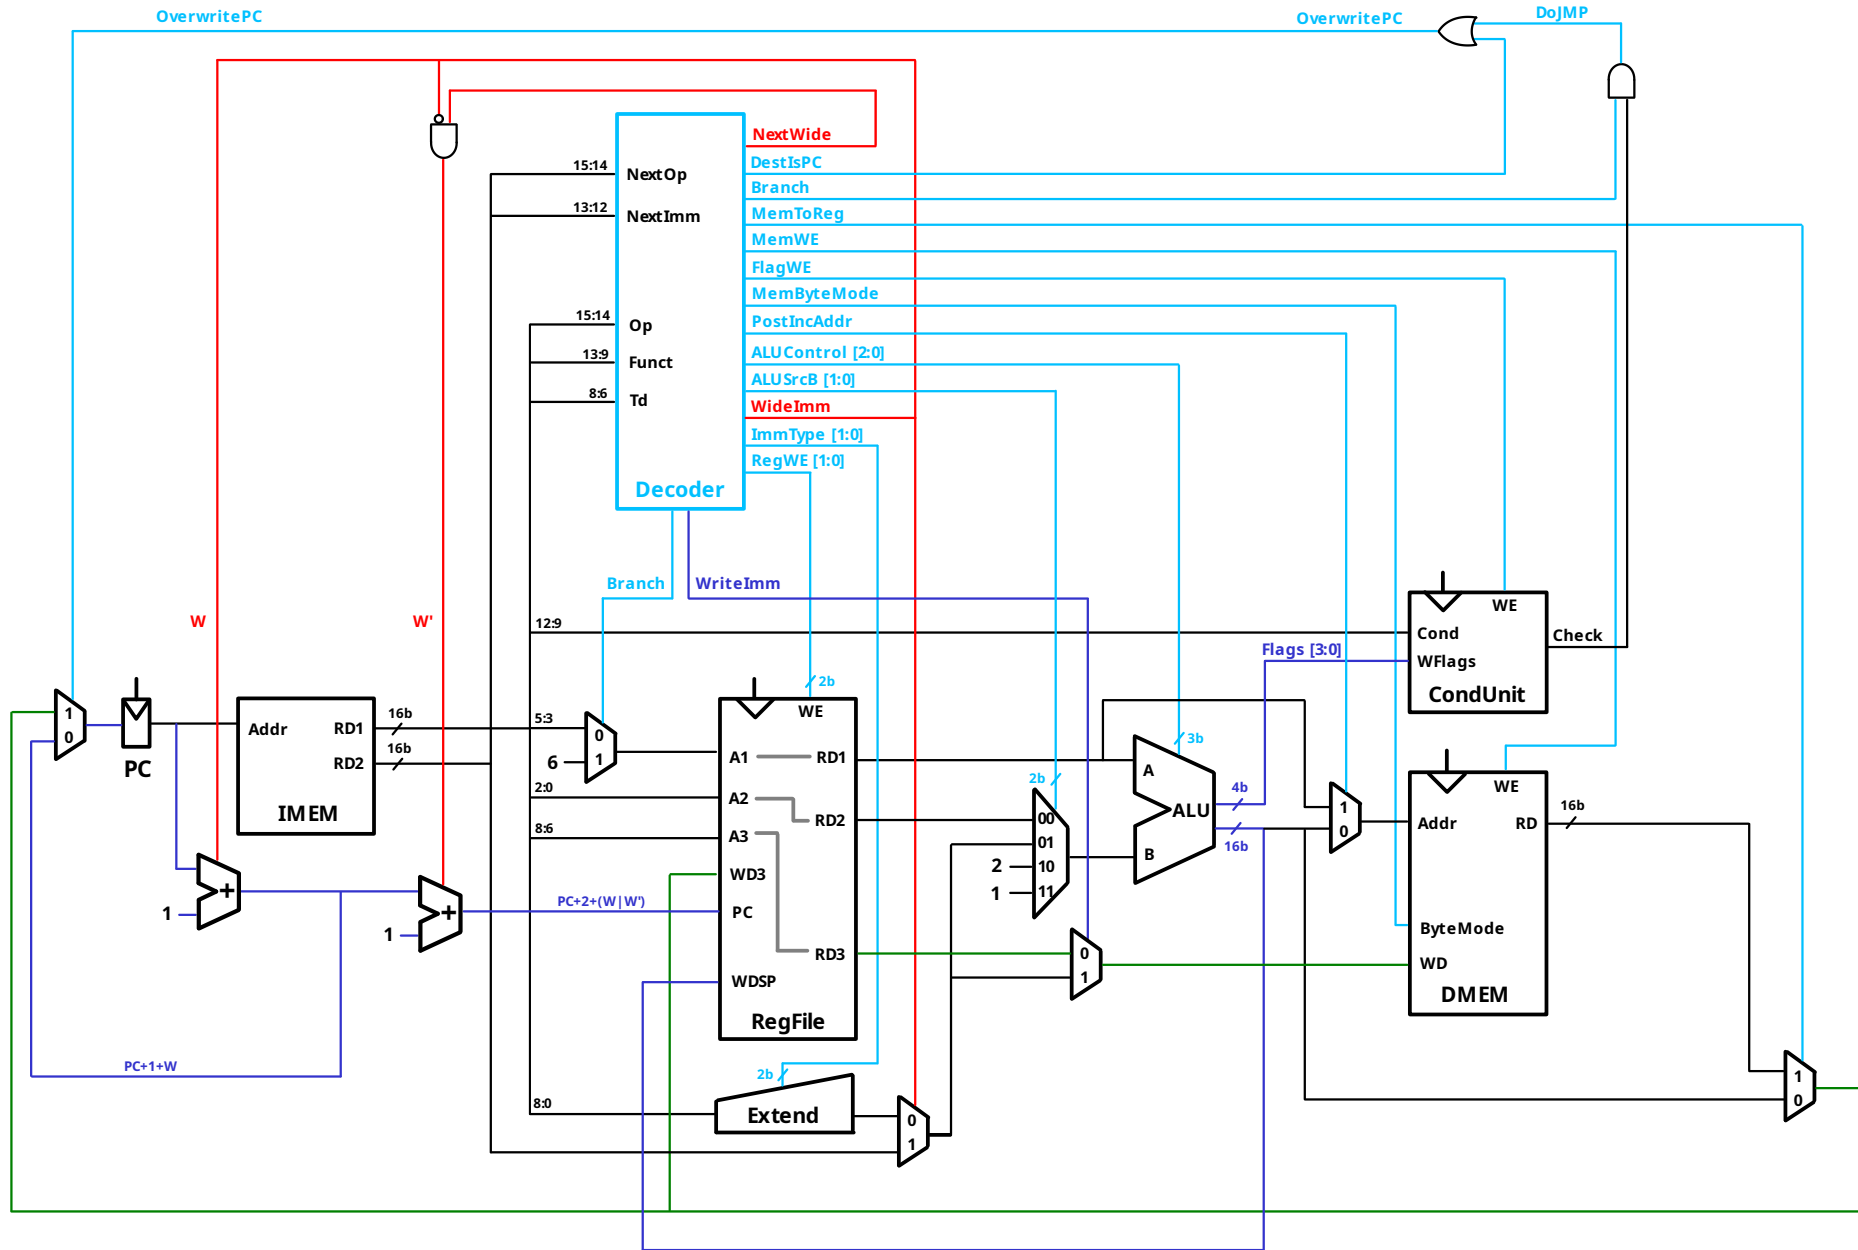 OverwritePC
OverwritePC
DoJMP
NextWide
DestIsPC
Branch
MemToReg
MemWE
FlagWE
MemByteMode
PostIncAddr
ALUControl [2:0]
ALUSrcB [1:0]
WideImm
ImmType [1:0]
RegWE [1:0]
15:14
NextOp
13:12
NextImm
15:14
Op
13:9
Funct
8:6
Td
Decoder
Branch
WriteImm
W
W'
12:9
WE
Cond
WFlags
CondUnit
Check
Flags [3:0]
2b
1
0
PC
Addr
RD1
RD2
IMEM
16b
16b
5:3
0
1
6
2:0
8:6
WE
A1
RD1
A2
RD2
A3
WD3
PC
RD3
WDSP
RegFile
2b
00
01
10
11
2
1
3b
A
B
ALU
4b
16b
1
0
WE
Addr
RD
ByteMode
WD
DMEM
16b
+
1
+
1
PC+2+(W|W')
PC+1+W
0
1
2b
8:0
Extend
0
1
1
0